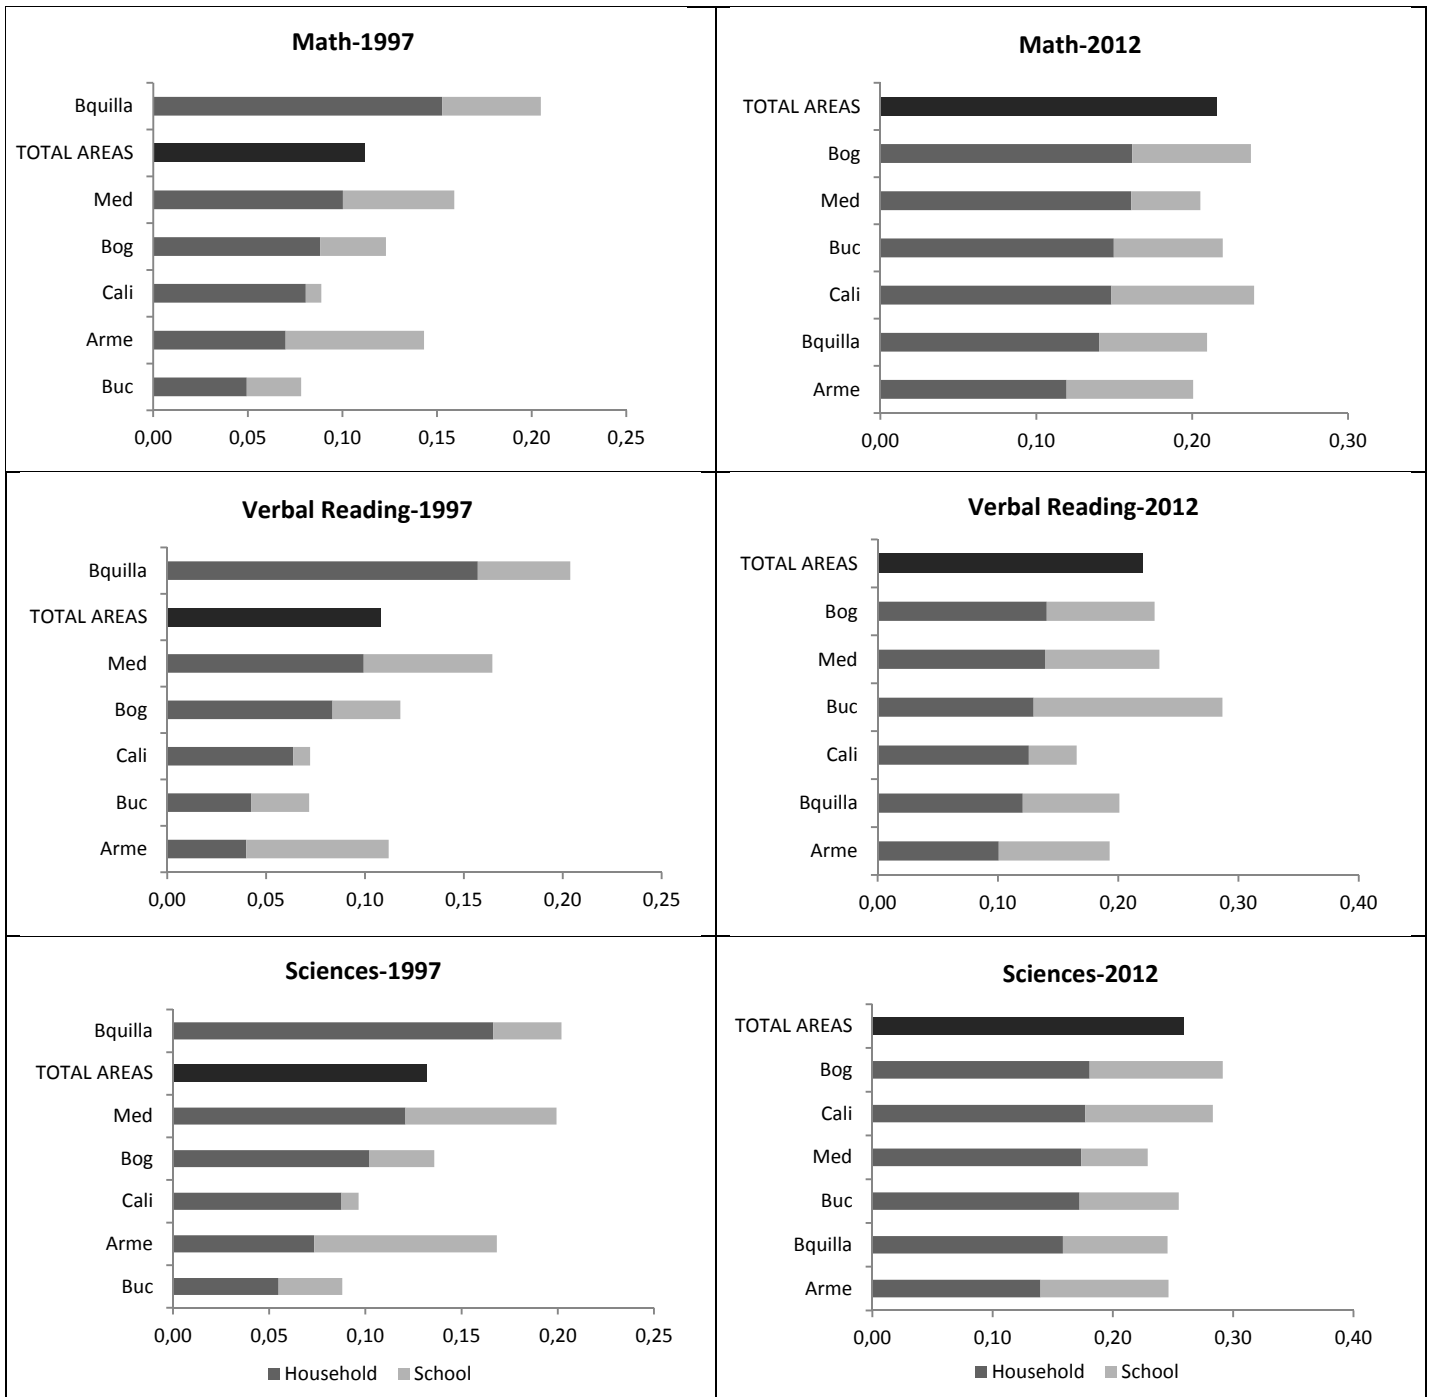 Math-1997
Bquilla
TOTAL AREAS
Med
Bog
Cali
Arme
Buc
0,00 0,05 0,10 0,15 0,20 0,25
Math-2012
TOTAL AREAS
Bog
Med
Buc
Cali
Bquilla
Arme
0,00 0,10 0,20 0,30
Verbal Reading-1997
Bquilla
TOTAL AREAS
Med
Bog
Cali
Buc
Arme
0,00 0,05 0,10 0,15 0,20 0,25
Verbal Reading-2012
TOTAL AREAS
Bog
Med
Buc
Cali
Bquilla
Arme
0,00 0,10 0,20 0,30 0,40
Sciences-1997
Bquilla
TOTAL AREAS
Med
Bog
Cali
Arme
Buc
0,00 0,05 0,10 0,15 0,20 0,25
Household School
Sciences-2012
TOTAL AREAS
Bog
Cali
Med
Buc
Bquilla
Arme
0,00 0,10 0,20 0,30 0,40
Household School